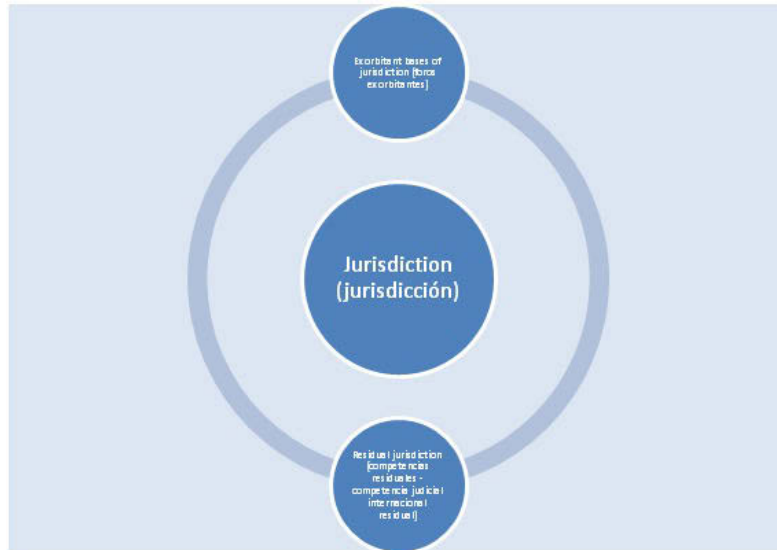 Exorbitant bases of
jurisdiction [foros
exorbitantes]
Jurisdiction
(jurisdicción)
Residual jurisdiction
[competencias
residuales -
competencia judicial
internacional
residual]